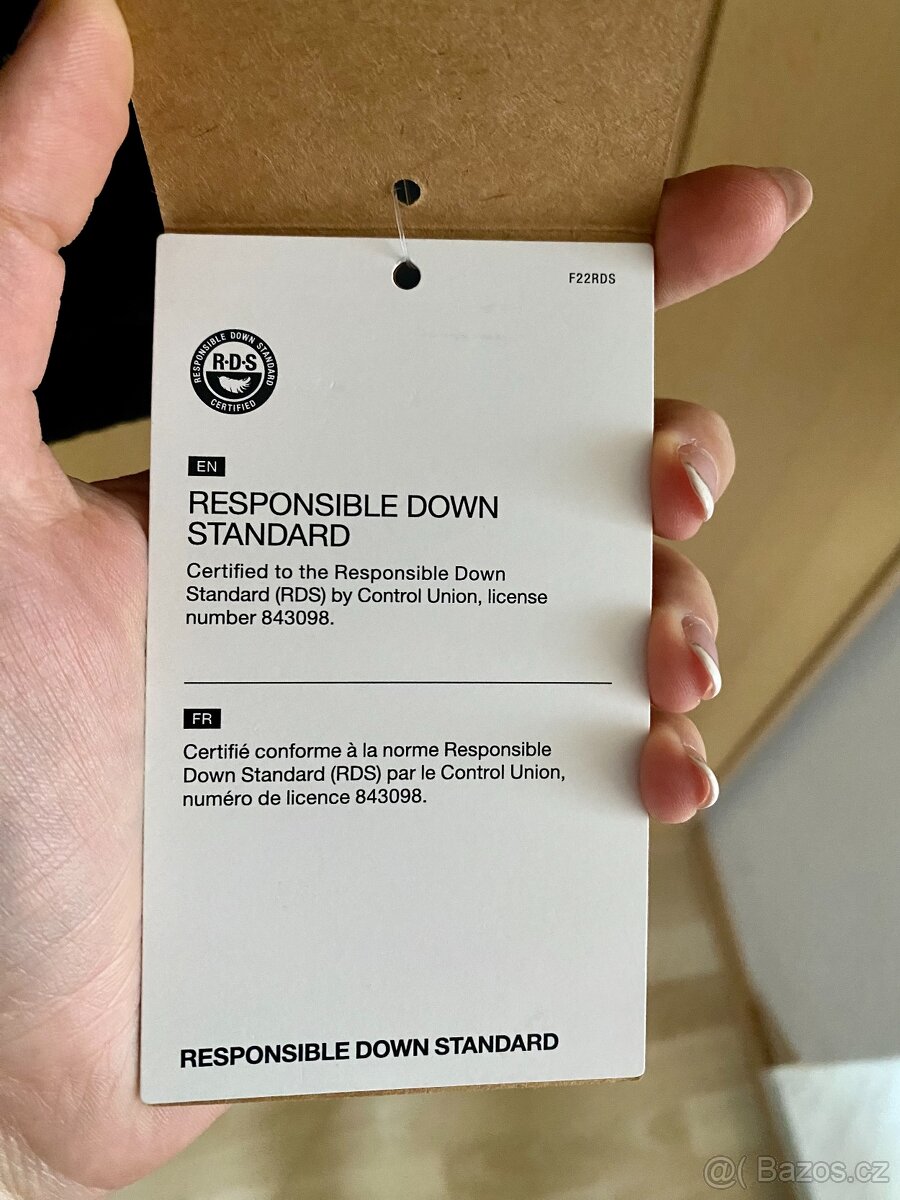 F22RDS
RESPONSIBLE DOWN STANDARD
R·D·S
CERTIFIED
EN
RESPONSIBLE DOWN
STANDARD
Certified to the Responsible Down
Standard (RDS) by Control Union, license
number 843098.
FR
Certifié conforme à la norme Responsible
Down Standard (RDS) par le Control Union,
numéro de licence 843098.
RESPONSIBLE DOWN STANDARD
@( Bazos.cz